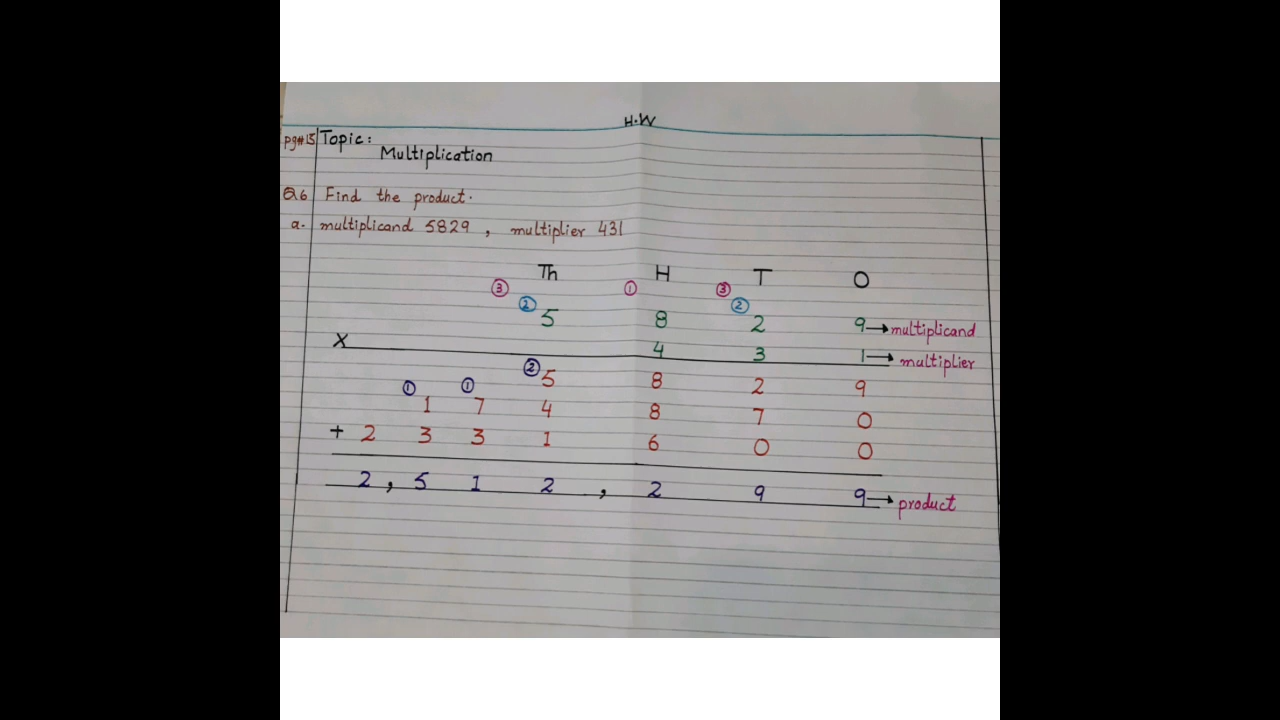 H.W
pg#15 Topic:
Multiplication
Q6 Find the product.
a. multiplicand 5829 , multiplier 431
Th H T O
③ ① ③
② ②
5 8 2 9 → multiplicand
x 4 3 1 → multiplier
② 5 8 2 9
① ① 1 7 4 8 7 0
+ 2 3 3 1 6 0 0
2 , 5 1 2 , 2 9 9 → product